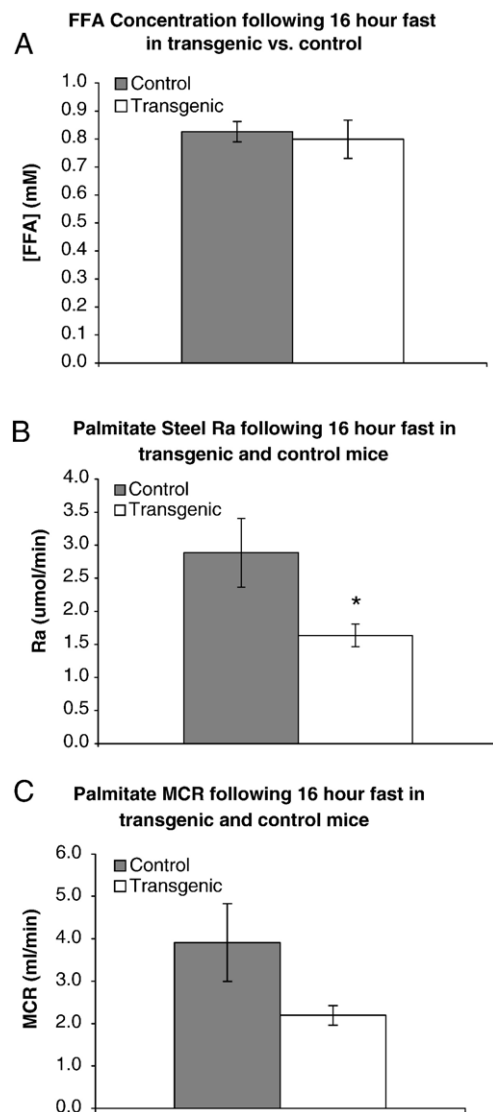 A
FFA Concentration following 16 hour fast
in transgenic vs. control
Control
Transgenic
[FFA] (mM)
1
0.9
0.8
0.7
0.6
0.5
0.4
0.3
0.2
0.1
0.0
B
Palmitate Steel Ra following 16 hour fast in
transgenic and control mice
Control
Transgenic
Ra (umol/min)
4.0
3.5
3.0
2.5
2.0
1.5
1.0
0.5
0.0
*
C
Palmitate MCR following 16 hour fast in
transgenic and control mice
Control
Transgenic
MCR (ml/min)
6.0
5.0
4.0
3.0
2.0
1.0
0.0